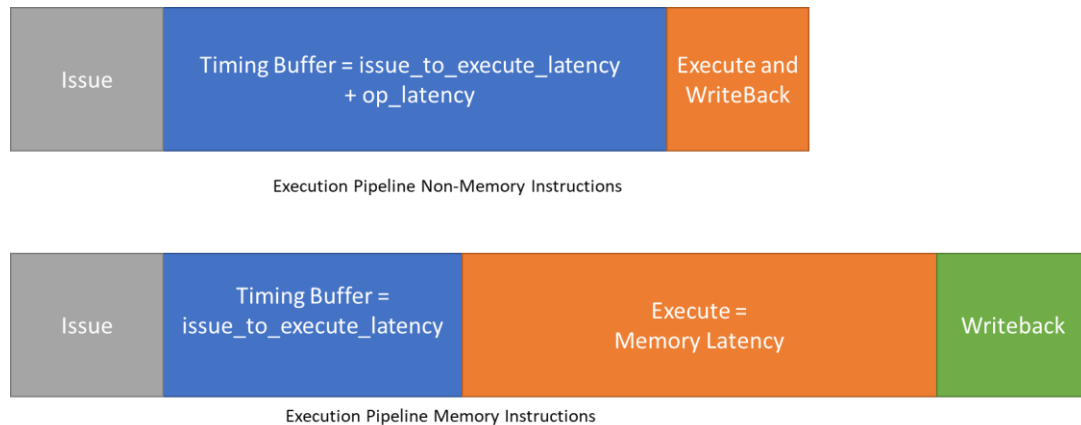 Issue
Timing Buffer = issue_to_execute_latency
+ op_latency
Execute and
WriteBack
Execution Pipeline Non-Memory Instructions
Issue
Timing Buffer =
issue_to_execute_latency
Execute =
Memory Latency
Writeback
Execution Pipeline Memory Instructions